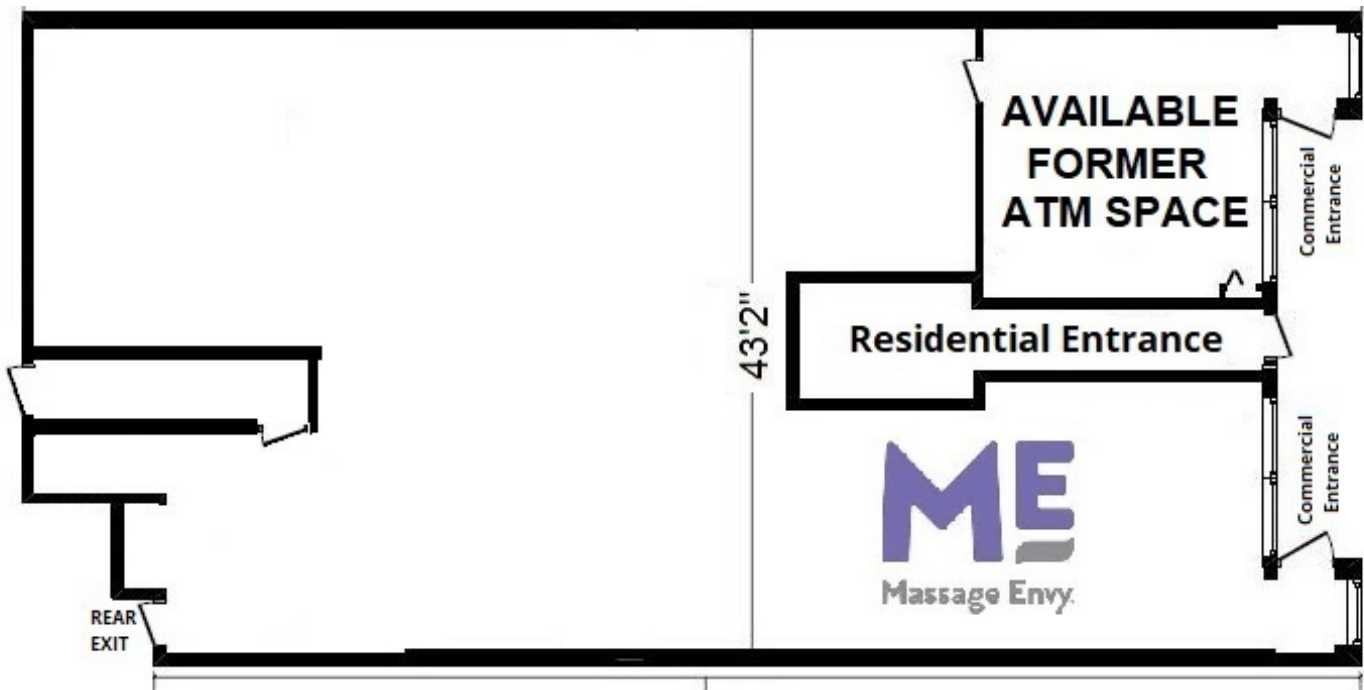 AVAILABLE
FORMER
ATM SPACE
Commercial
Entrance
43'2"
Residential Entrance
Commercial
Entrance
ME
Massage Envy
REAR
EXIT